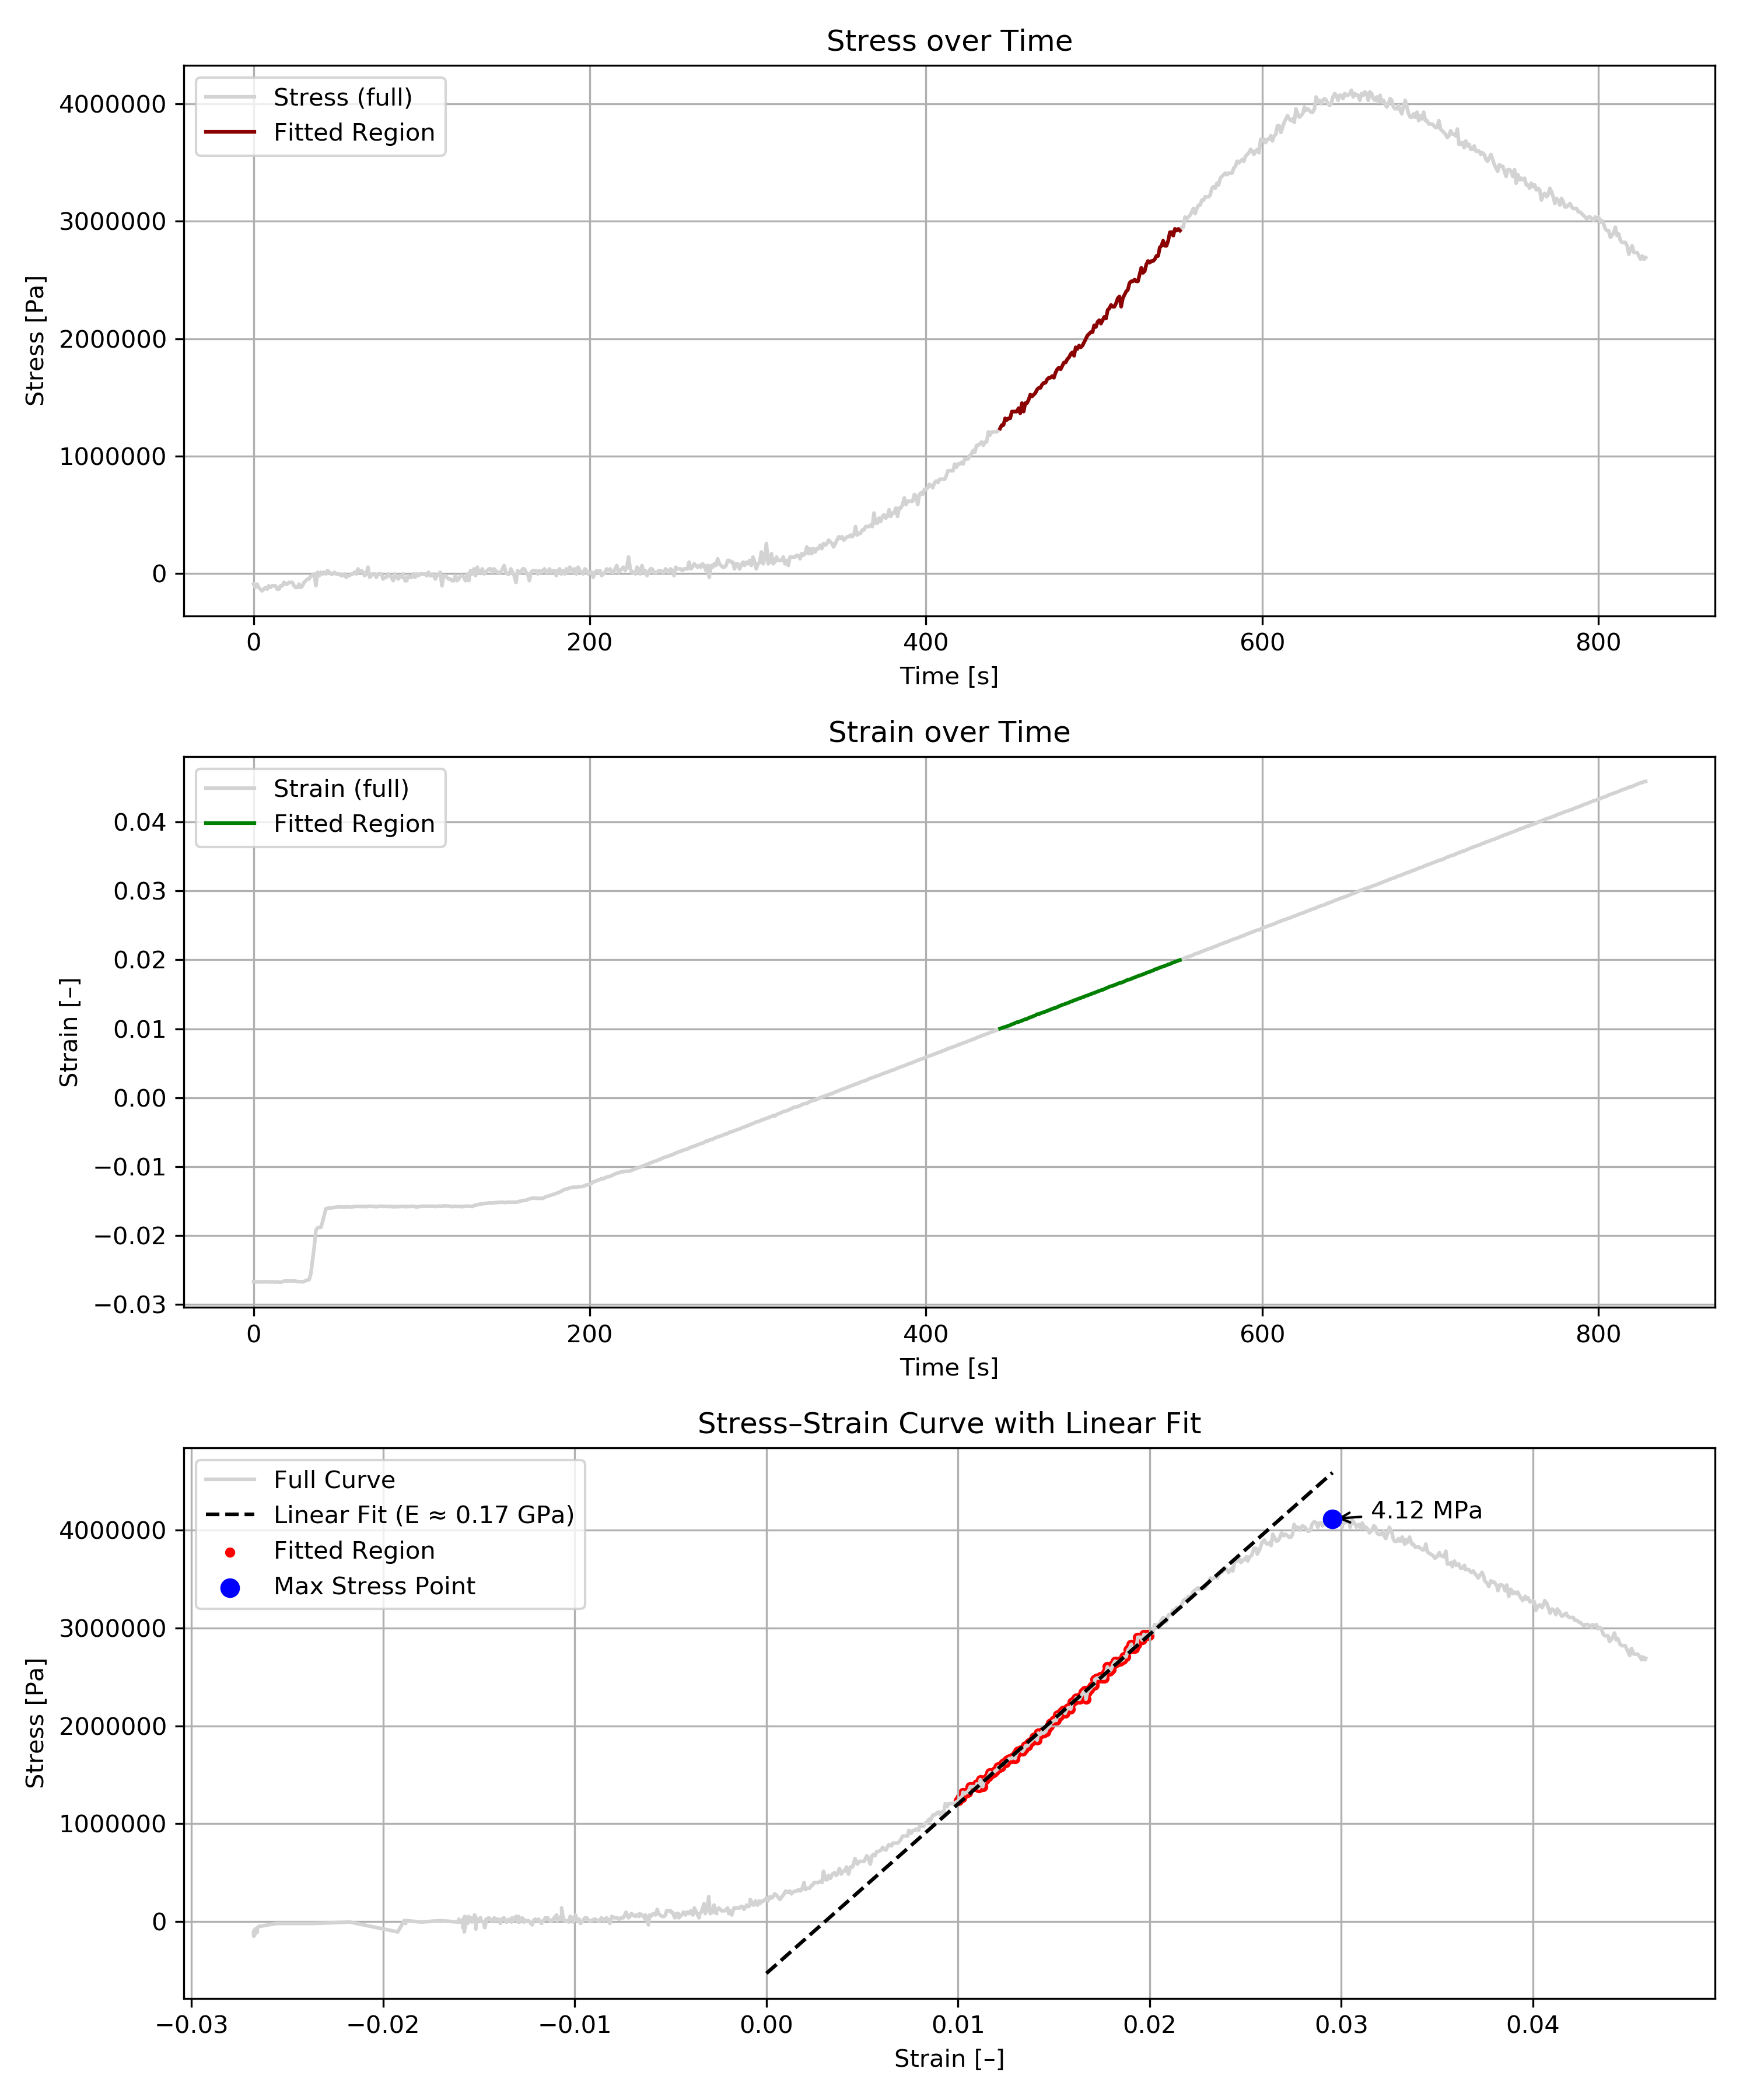 Stress over Time
Stress (full)
Fitted Region
4000000
3000000
2000000
1000000
0
Stress [Pa]
0 200 400 600 800
Time [s]
Strain over Time
Strain (full)
Fitted Region
0.04
0.03
0.02
0.01
0.00
−0.01
−0.02
−0.03
Strain [–]
0 200 400 600 800
Time [s]
Stress–Strain Curve with Linear Fit
Full Curve
Linear Fit (E ≈ 0.17 GPa)
Fitted Region
Max Stress Point
4.12 MPa
4000000
3000000
2000000
1000000
0
Stress [Pa]
−0.03 −0.02 −0.01 0.00 0.01 0.02 0.03 0.04
Strain [–]